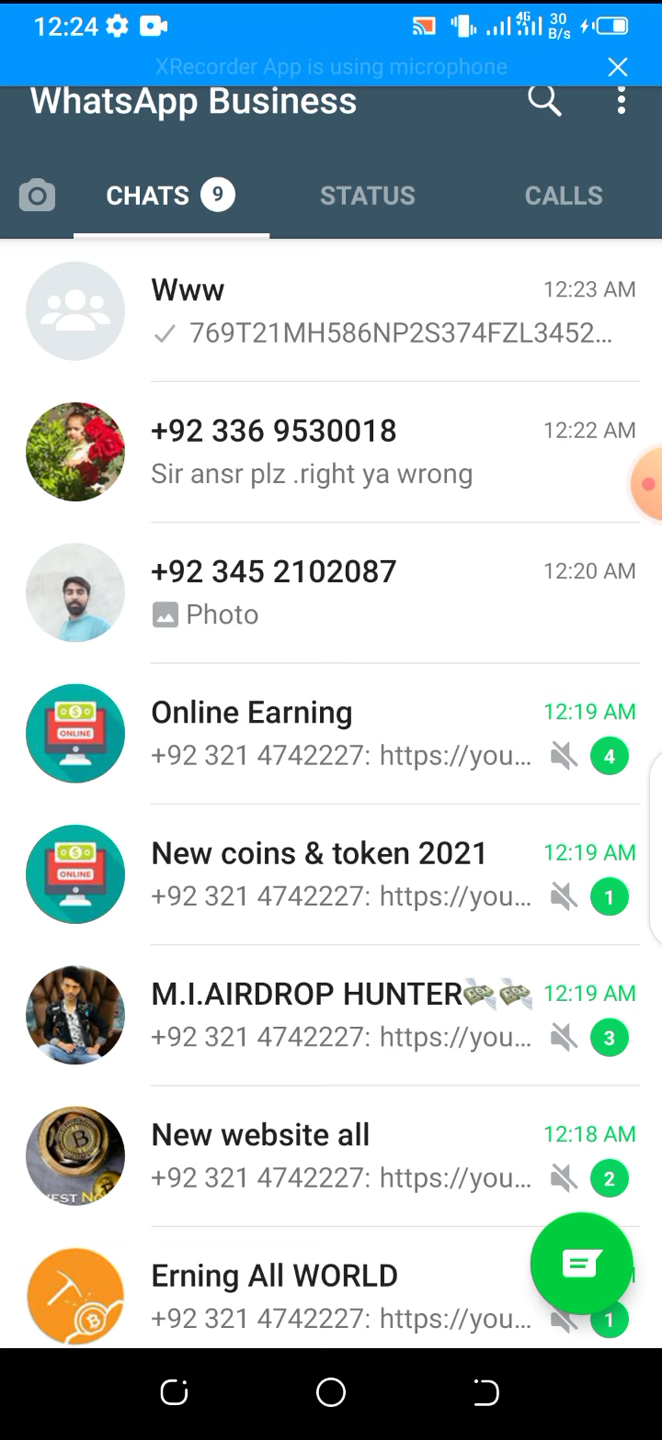 12:24 4G 30 B/s
XRecorder App is using microphone
WhatsApp Business
CHATS 9 STATUS CALLS
Www 12:23 AM
769T21MH586NP2S374FZL3452...
+92 336 9530018 12:22 AM
Sir ansr plz .right ya wrong
+92 345 2102087 12:20 AM
Photo
ONLINE
Online Earning 12:19 AM
+92 321 4742227: https://you... 4
ONLINE
New coins & token 2021 12:19 AM
+92 321 4742227: https://you... 1
M.I.AIRDROP HUNTER💸💸 12:19 AM
+92 321 4742227: https://you... 3
New website all 12:18 AM
+92 321 4742227: https://you... 2
Erning All WORLD
+92 321 4742227: https://you... 1